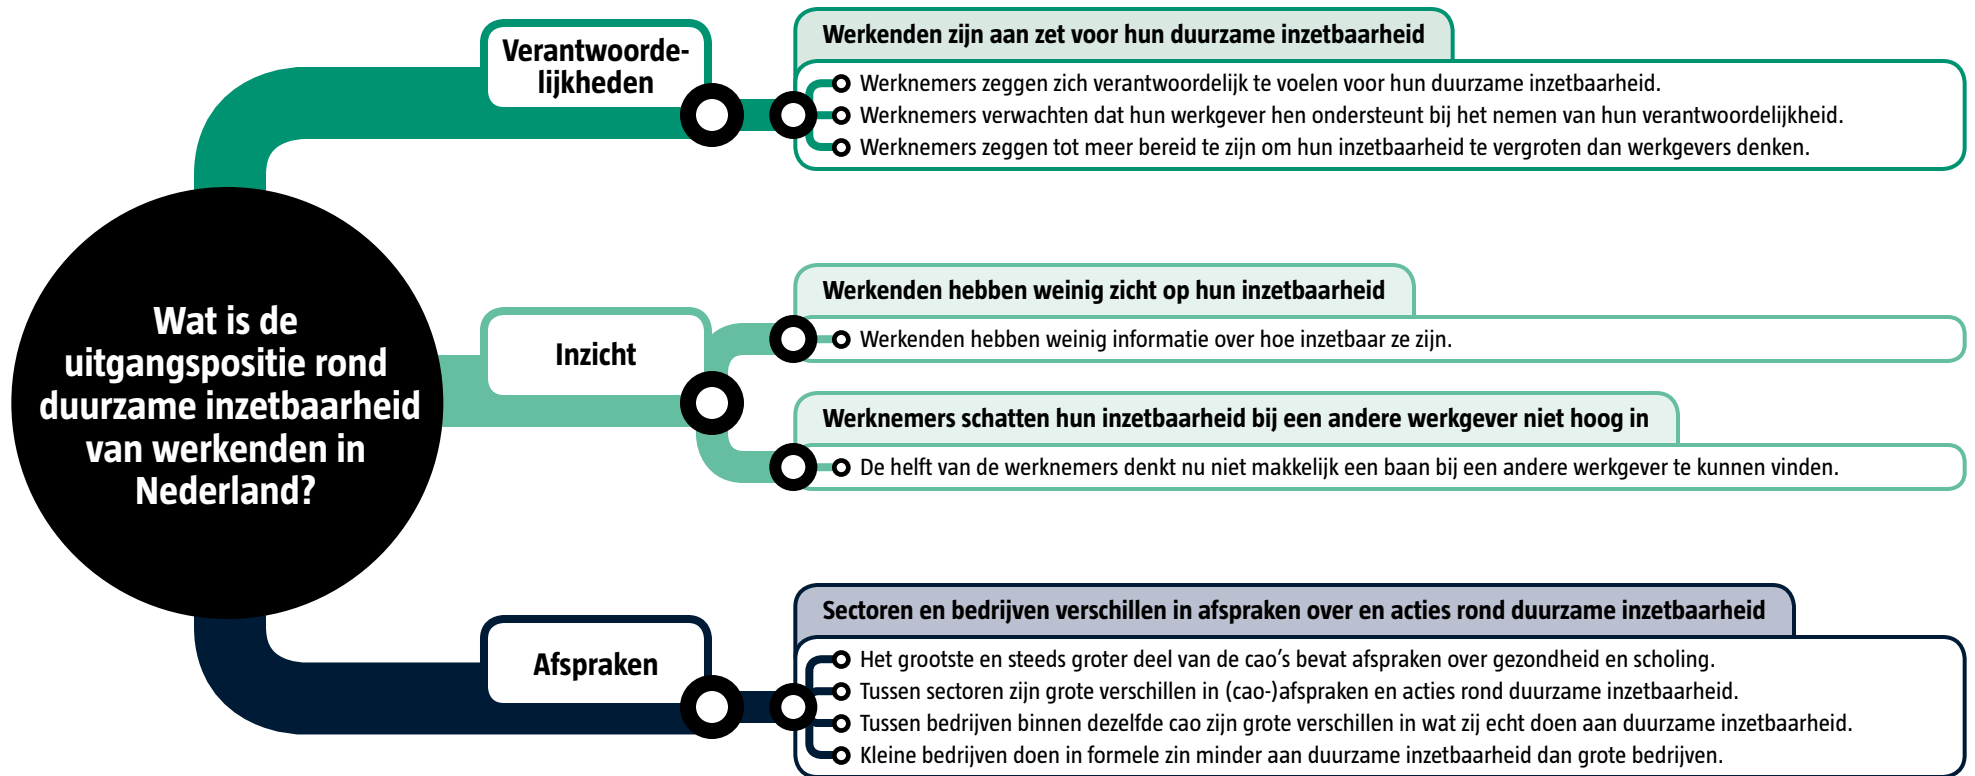 Wat is de
uitgangspositie rond
duurzame inzetbaarheid
van werkenden in
Nederland?
Verantwoorde-
lijkheden
Werkenden zijn aan zet voor hun duurzame inzetbaarheid
Werknemers zeggen zich verantwoordelijk te voelen voor hun duurzame inzetbaarheid.
Werknemers verwachten dat hun werkgever hen ondersteunt bij het nemen van hun verantwoordelijkheid.
Werknemers zeggen tot meer bereid te zijn om hun inzetbaarheid te vergroten dan werkgevers denken.
Inzicht
Werkenden hebben weinig zicht op hun inzetbaarheid
Werkenden hebben weinig informatie over hoe inzetbaar ze zijn.
Werknemers schatten hun inzetbaarheid bij een andere werkgever niet hoog in
De helft van de werknemers denkt nu niet makkelijk een baan bij een andere werkgever te kunnen vinden.
Afspraken
Sectoren en bedrijven verschillen in afspraken over en acties rond duurzame inzetbaarheid
Het grootste en steeds groter deel van de cao's bevat afspraken over gezondheid en scholing.
Tussen sectoren zijn grote verschillen in (cao-)afspraken en acties rond duurzame inzetbaarheid.
Tussen bedrijven binnen dezelfde cao zijn grote verschillen in wat zij echt doen aan duurzame inzetbaarheid.
Kleine bedrijven doen in formele zin minder aan duurzame inzetbaarheid dan grote bedrijven.